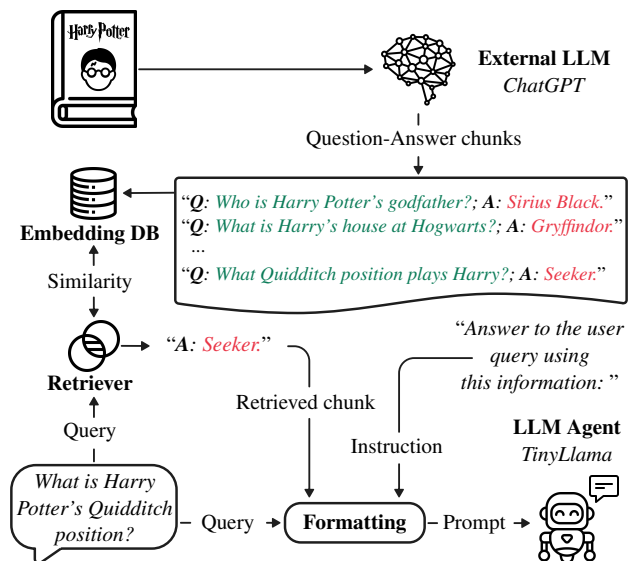 Harry Potter
External LLM
ChatGPT
Question-Answer chunks
“Q: Who is Harry Potter’s godfather?; A: Sirius Black.”
“Q: What is Harry’s house at Hogwarts?; A: Gryffindor.”
...
“Q: What Quidditch position plays Harry?; A: Seeker.”
Embedding DB
Similarity
Retriever
“A: Seeker.”
“Answer to the user
query using
this information: ”
Retrieved chunk
Instruction
LLM Agent
TinyLlama
Query
What is Harry
Potter’s Quidditch
position?
Query
Formatting
Prompt